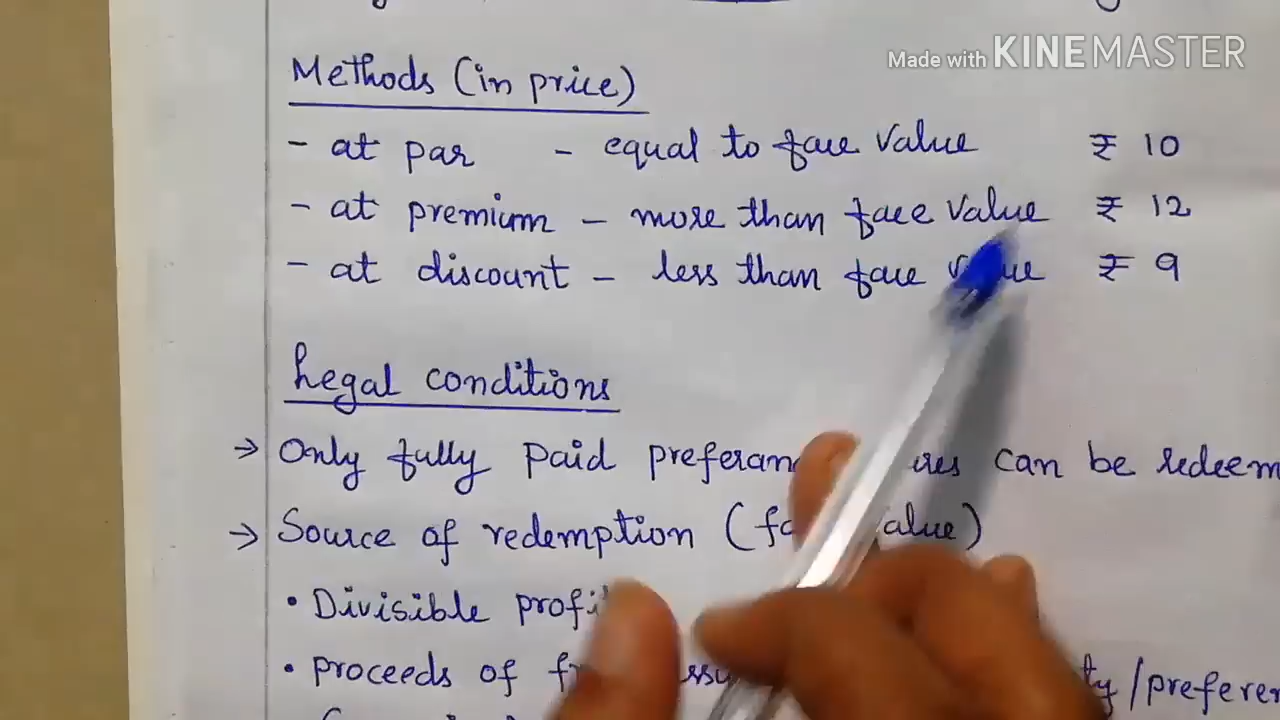 Made with KINEMASTER
Methods (in price)
- at par - equal to face value ₹ 10
- at premium - more than face value ₹ 12
- at discount - less than face ₹ 9
Legal conditions
→ Only fully paid can be
→ Source of redemption
• Divisible
• proceeds of